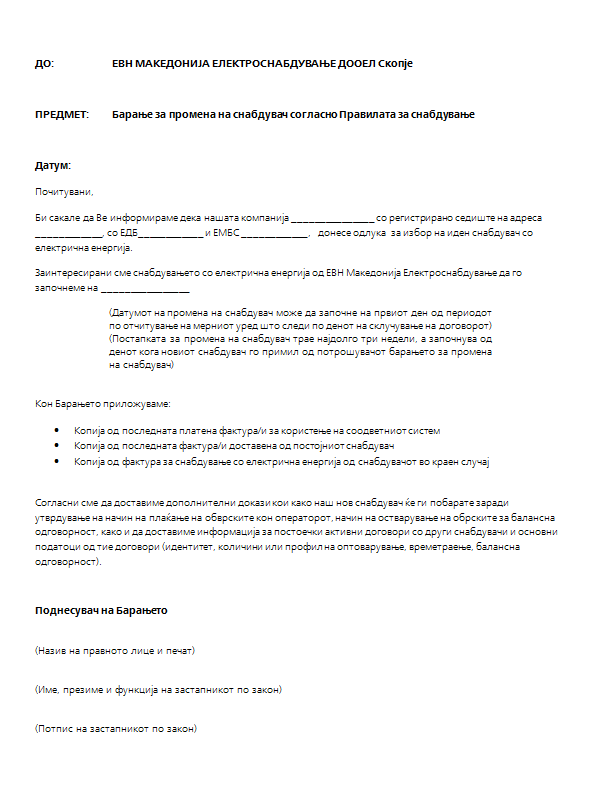 ДО: ЕВН МАКЕДОНИЈА ЕЛЕКТРОСНАБДУВАЊЕ ДООЕЛ Скопје
ПРЕДМЕТ: Барање за промена на снабдувач согласно Правилата за снабдување
Датум:
Почитувани,
Би сакале да Ве информираме дека нашата компанија ________________ со регистрирано седиште на адреса
_____________, со ЕДБ_____________ и ЕМБС _____________, донесе одлука за избор на иден снабдувач со
електрична енергија.
Заинтересирани сме снабдувањето со електрична енергија од ЕВН Македонија Електроснабдување да го
започнеме на _________________
(Датумот на промена на снабдувач може да започне на првиот ден од периодот
по отчитување на мерниот уред што следи по денот на склучување на договорот)
(Постапката за промена на снабдувач трае најдолго три недели, а започнува од
денот кога новиот снабдувач го примил од потрошувачот барањето за промена
на снабдувач)
Кон Барањето приложуваме:
• Копија од последната платена фактура/и за користење на соодветниот систем
• Копија од последната фактура/и доставена од постојниот снабдувач
• Копија од фактура за снабдување со електрична енергија од снабдувачот во краен случај
Согласни сме да доставиме дополнителни докази кои како наш нов снабдувач ќе ги побарате заради
утврдување на начин на плаќање на обврските кон операторот, начин на остварување на обрските за балансна
одговорност, како и да доставиме информација за постоечки активни договори со други снабдувачи и основни
податоци од тие договори (идентитет, количини или профил на оптоварување, времетраење, балансна
одговорност).
Поднесувач на Барањето
(Назив на правното лице и печат)
(Име, презиме и функција на застапникот по закон)
(Потпис на застапникот по закон)